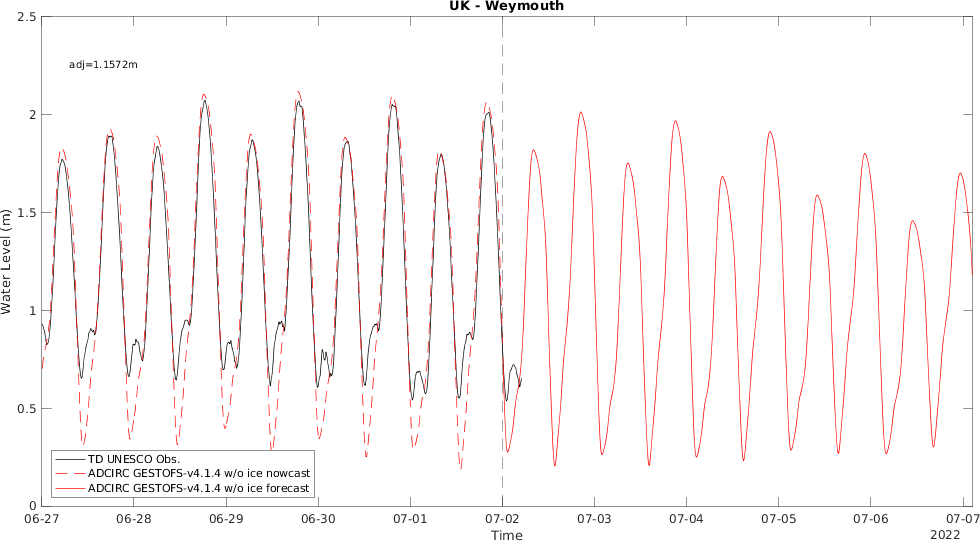 UK - Weymouth
2.5
adj=1.1572m
2
1.5
Water Level (m)
1
0.5
TD UNESCO Obs.
ADCIRC GESTOFS-v4.1.4 w/o ice nowcast
ADCIRC GESTOFS-v4.1.4 w/o ice forecast
0
06-27 06-28 06-29 06-30 07-01 07-02 07-03 07-04 07-05 07-06 07-07
Time
2022